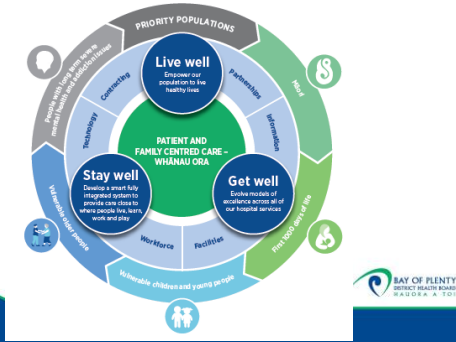 PRIORITY POPULATIONS
People with long term severe
mental health and addiction issues
Māori
Live well
Empower our
population to live
healthy lives
Contracting
Partnerships
Technology
Information
PATIENT AND
FAMILY CENTRED CARE –
WHĀNAU ORA
Stay well
Develop a smart fully
integrated system to
provide care close to
where people live, learn,
work and play
Get well
Evolve models of
excellence across all of
our hospital services
Workforce
Facilities
Vulnerable older people
First 1000 days of life
Vulnerable children and young people
BAY OF PLENTY
DISTRICT HEALTH BOARD
HAUORA A TOI